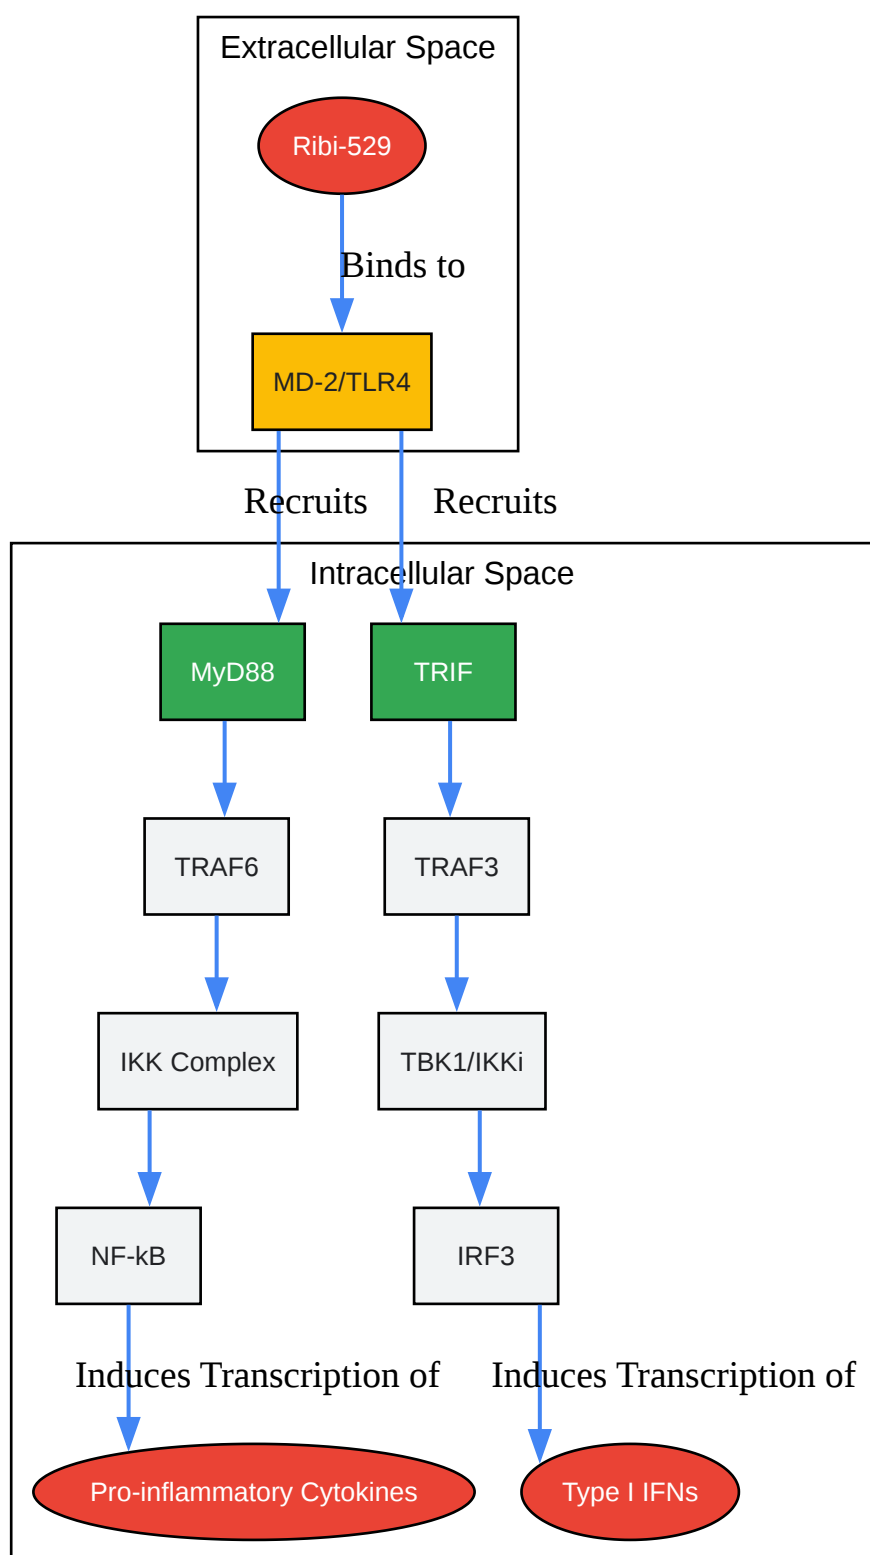 Extracellular Space
Ribi-529
Binds to
MD-2/TLR4
Recruits
Recruits
Intracellular Space
MyD88
TRIF
TRAF6
TRAF3
IKK Complex
TBK1/IKKi
NF-kB
IRF3
Induces Transcription of
Induces Transcription of
Pro-inflammatory Cytokines
Type I IFNs